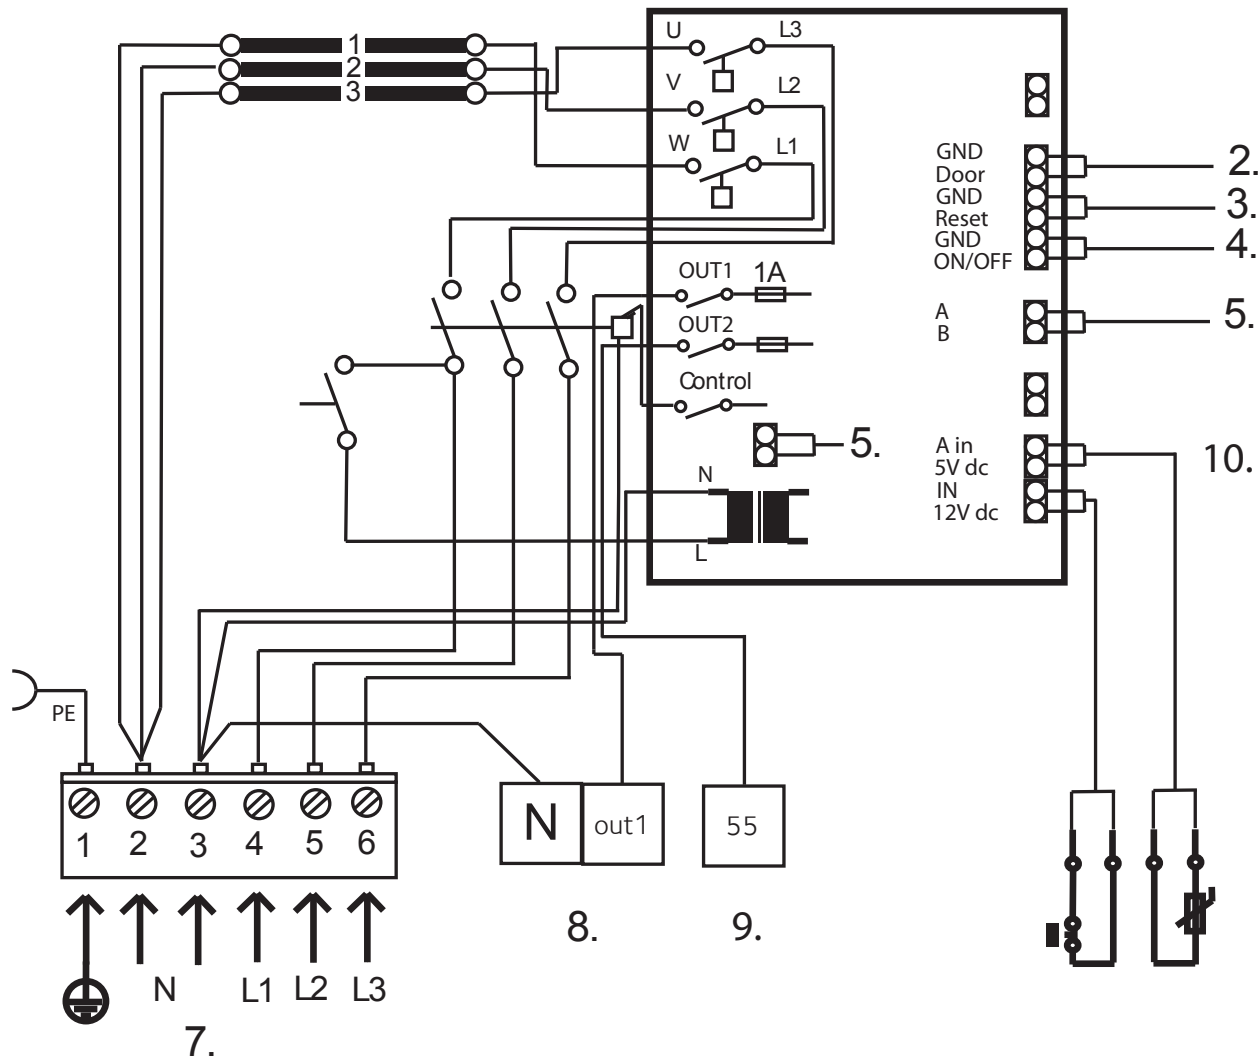 1
2
3
U
L3
V
L2
W
L1
GND
Door
GND
Reset
GND
ON/OFF
2.
3.
4.
OUT1
1A
OUT2
Control
A
B
5.
5.
A in
5V dc
IN
12V dc
10.
N
L
PE
1 2 3 4 5 6
N
out1
55
N L1 L2 L3
7.
8.
9.